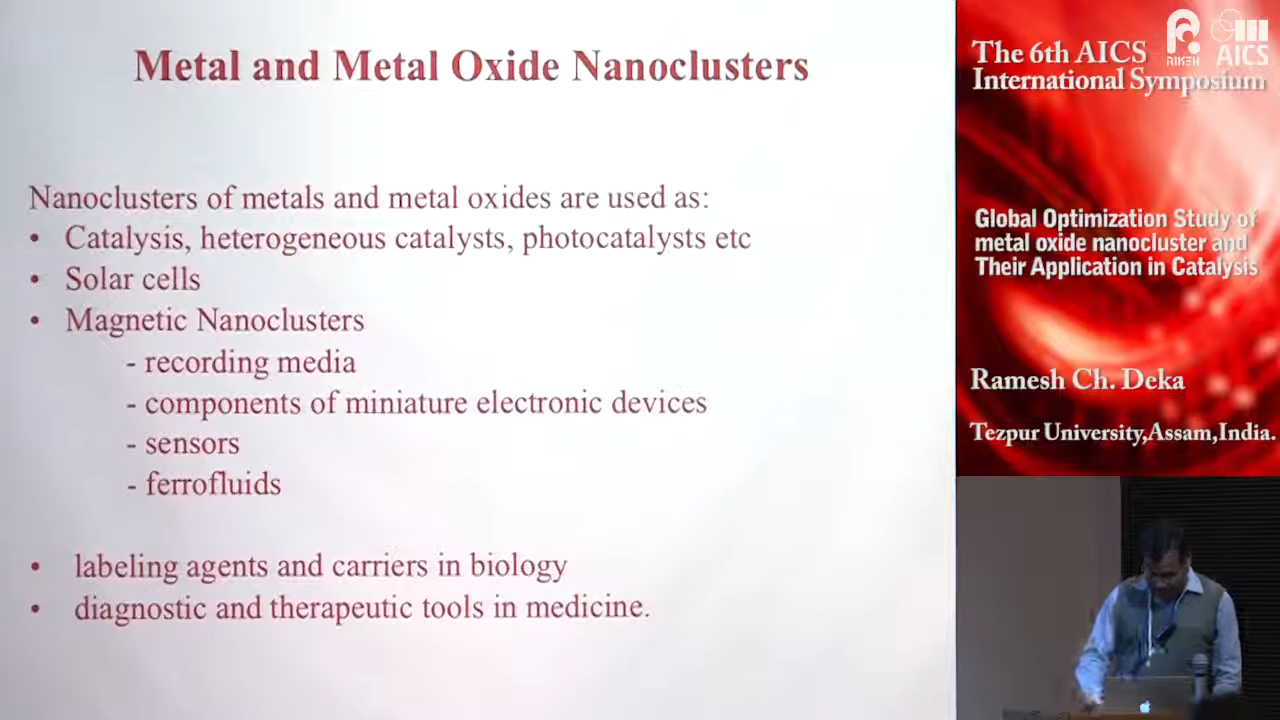 Metal and Metal Oxide Nanoclusters
Nanoclusters of metals and metal oxides are used as:
• Catalysis, heterogeneous catalysts, photocatalysts etc
• Solar cells
• Magnetic Nanoclusters
- recording media
- components of miniature electronic devices
- sensors
- ferrofluids
• labeling agents and carriers in biology
• diagnostic and therapeutic tools in medicine.
The 6th AICS
International Symposium
RIKEN
AICS
Global Optimization Study of
metal oxide nanocluster and
Their Application in Catalysis
Ramesh Ch. Deka
Tezpur University,Assam,India.